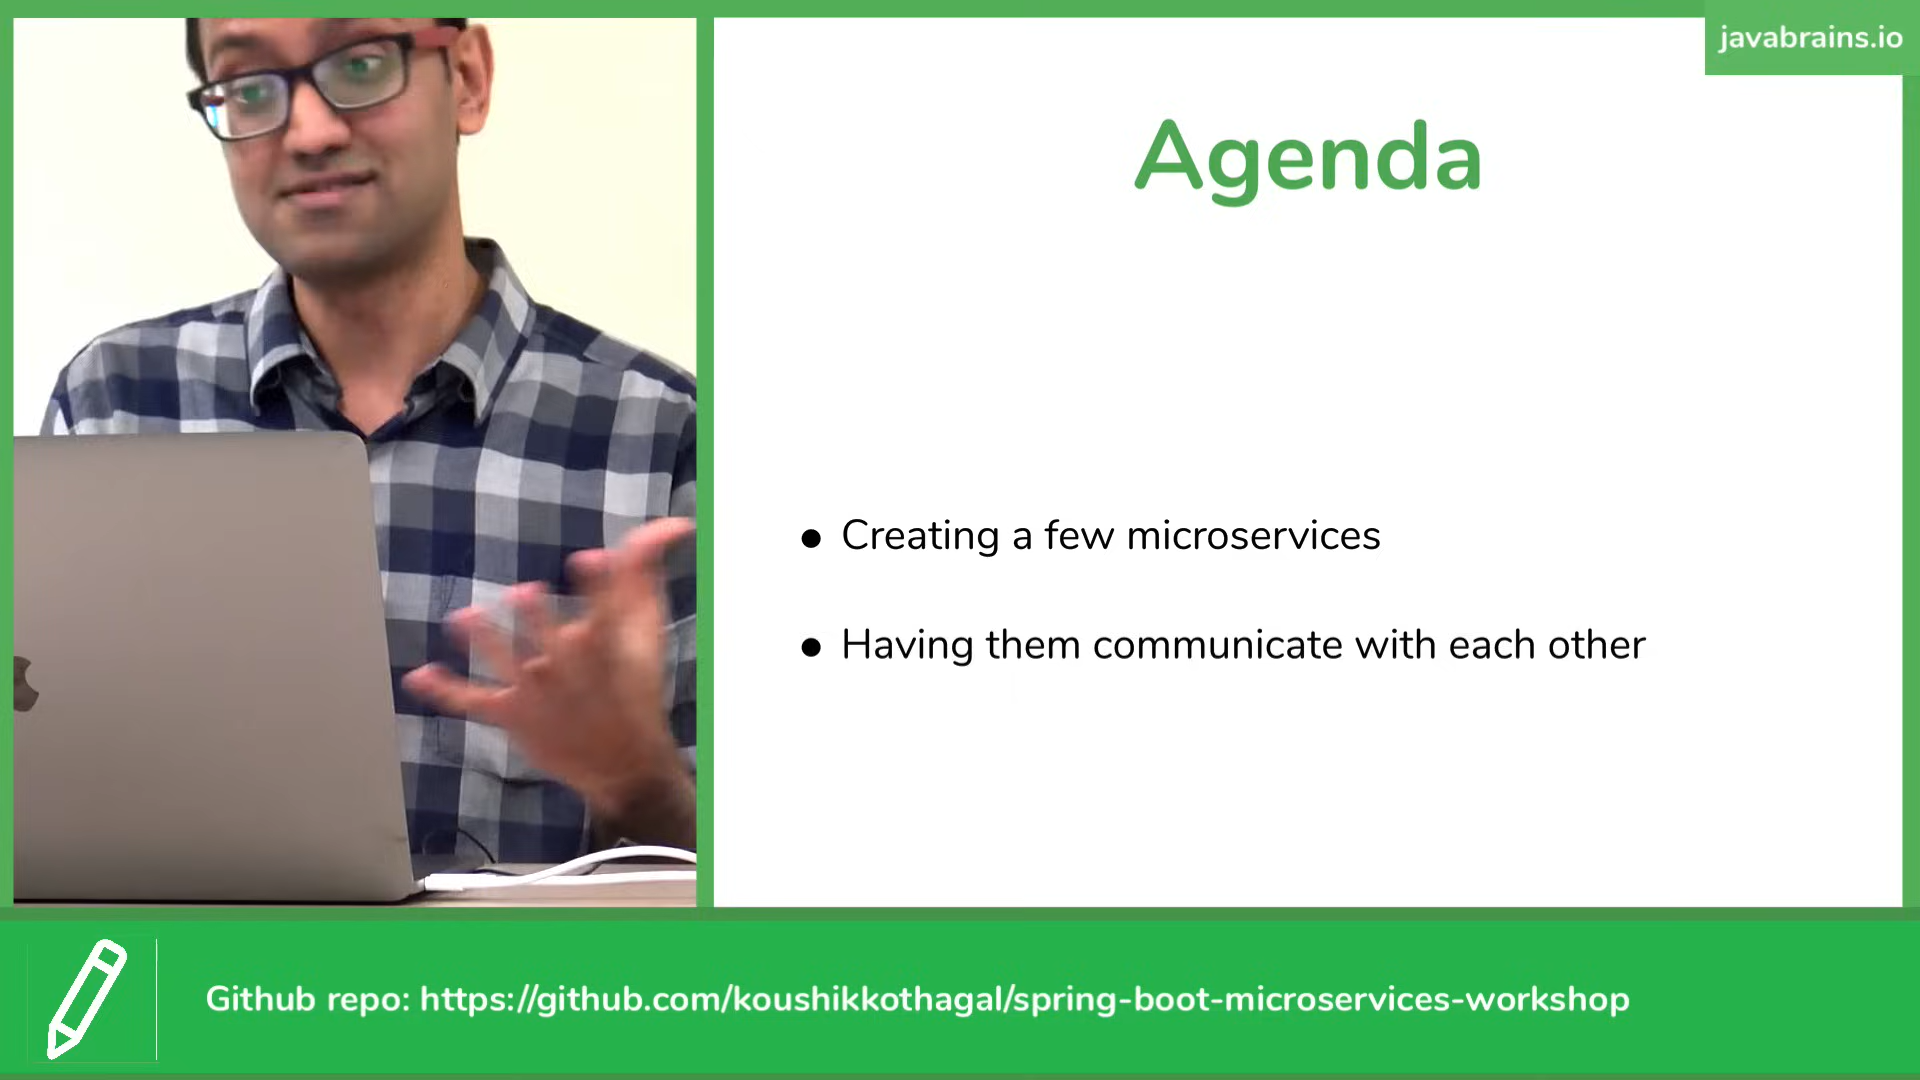 javabrains.io
Agenda
• Creating a few microservices
• Having them communicate with each other
Github repo: https://github.com/koushikkothagal/spring-boot-microservices-workshop